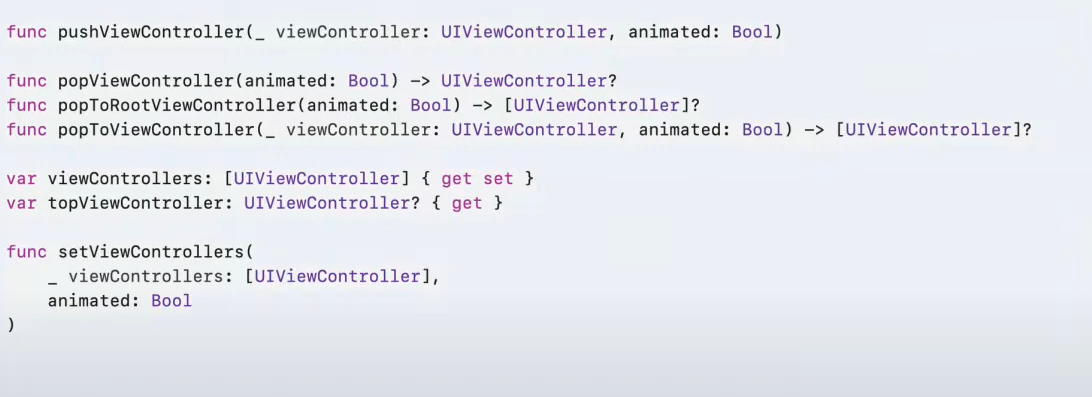 func pushViewController(_ viewController: UIViewController, animated: Bool)
func popViewController(animated: Bool) -> UIViewController?
func popToRootViewController(animated: Bool) -> [UIViewController]?
func popToViewController(_ viewController: UIViewController, animated: Bool) -> [UIViewController]?
var viewControllers: [UIViewController] { get set }
var topViewController: UIViewController? { get }
func setViewControllers(
    _ viewControllers: [UIViewController],
    animated: Bool
)